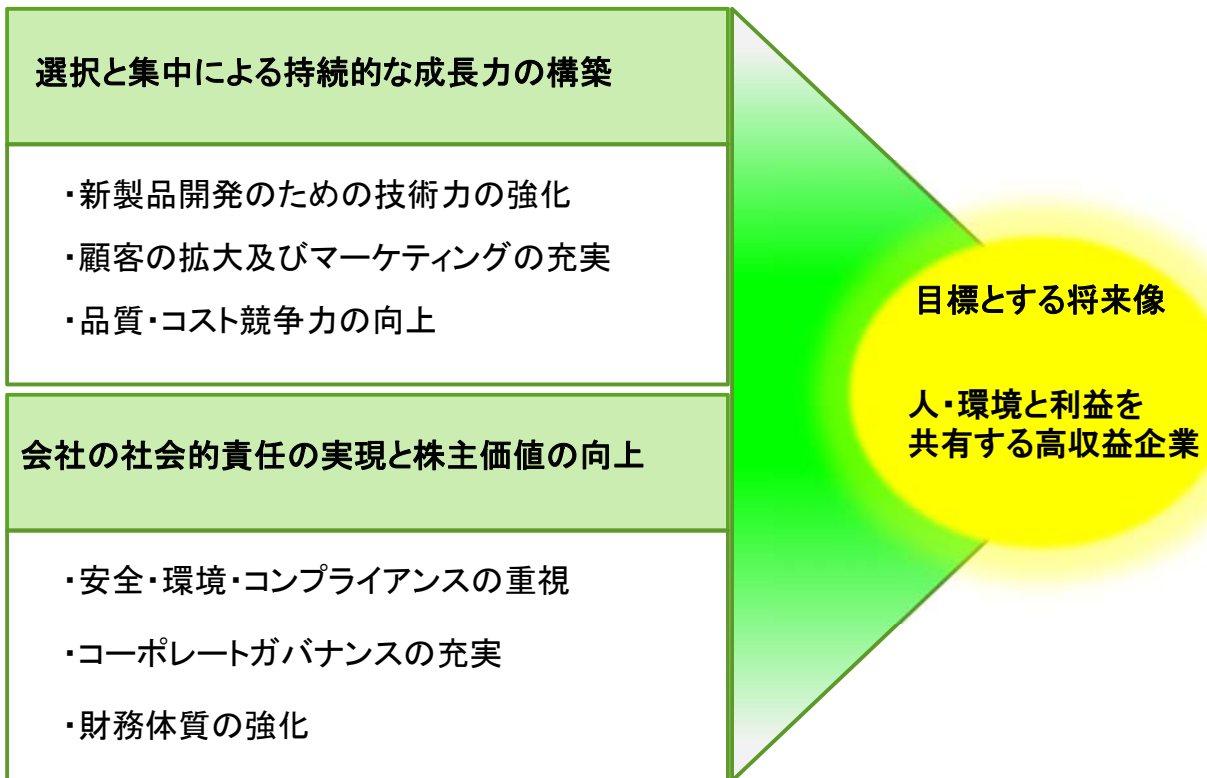 選択と集中による持続的な成長力の構築
・新製品開発のための技術力の強化
・顧客の拡大及びマーケティングの充実
・品質・コスト競争力の向上
会社の社会的責任の実現と株主価値の向上
・安全・環境・コンプライアンスの重視
・コーポレートガバナンスの充実
・財務体質の強化
目標とする将来像
人・環境と利益を
共有する高収益企業